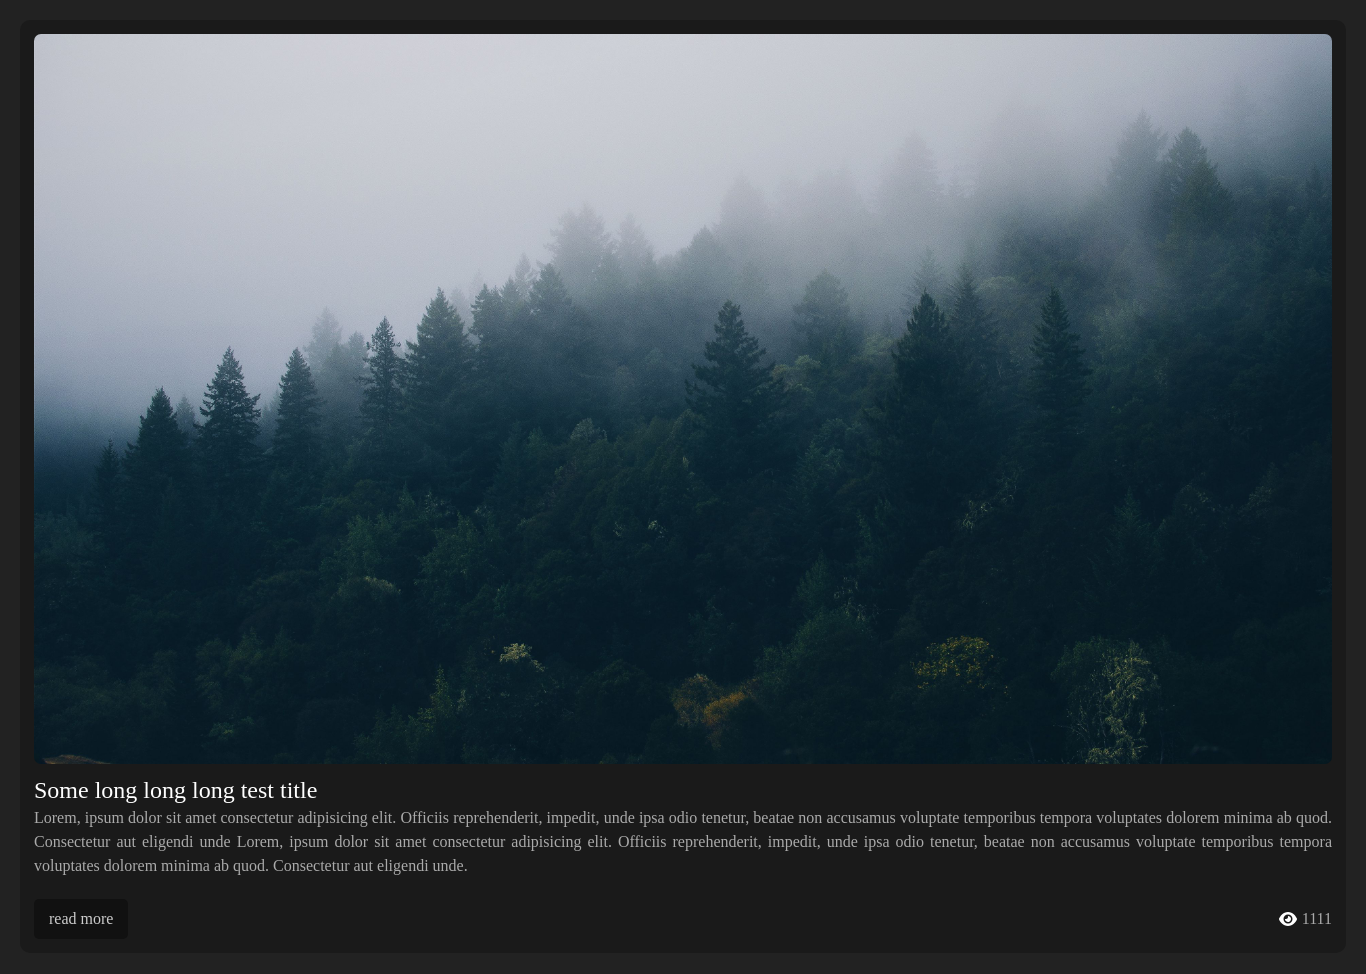 Some long long long test title
Lorem, ipsum dolor sit amet consectetur adipisicing elit. Officiis reprehenderit, impedit, unde ipsa odio tenetur, beatae non accusamus voluptate temporibus tempora voluptates dolorem minima ab quod.
Consectetur aut eligendi unde Lorem, ipsum dolor sit amet consectetur adipisicing elit. Officiis reprehenderit, impedit, unde ipsa odio tenetur, beatae non accusamus voluptate temporibus tempora
voluptates dolorem minima ab quod. Consectetur aut eligendi unde.
read more
1111